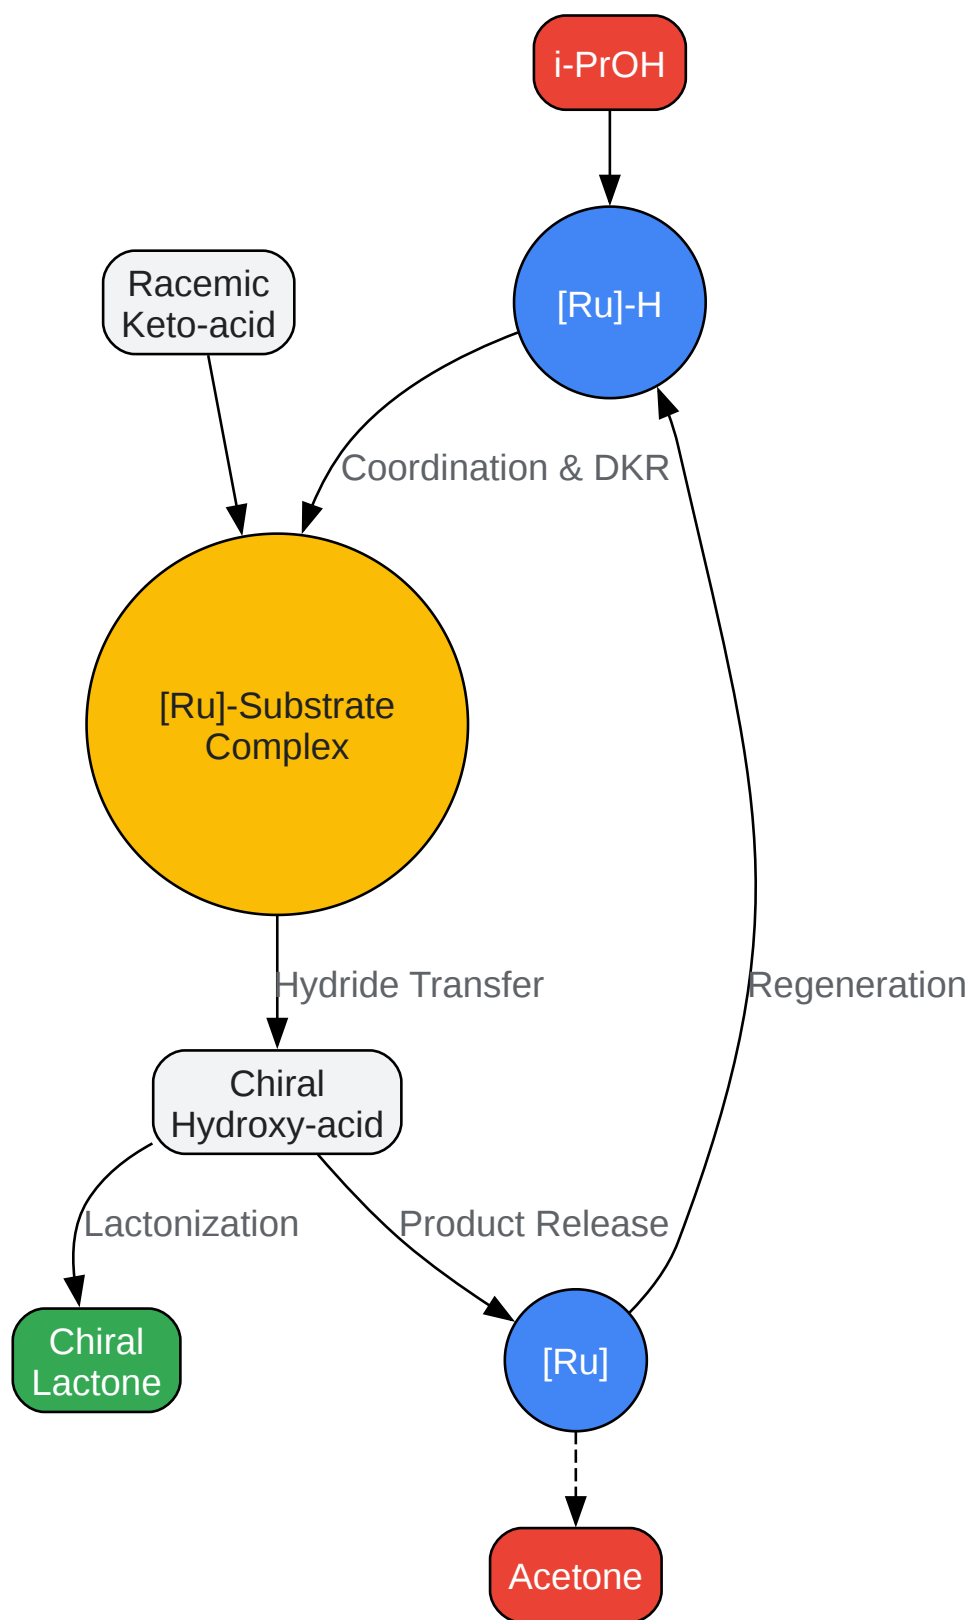 i-PrOH
Racemic
Keto-acid
[Ru]-H
Coordination & DKR
[Ru]-Substrate
Complex
Hydride Transfer
Regeneration
Chiral
Hydroxy-acid
Lactonization
Product Release
Chiral
Lactone
[Ru]
Acetone